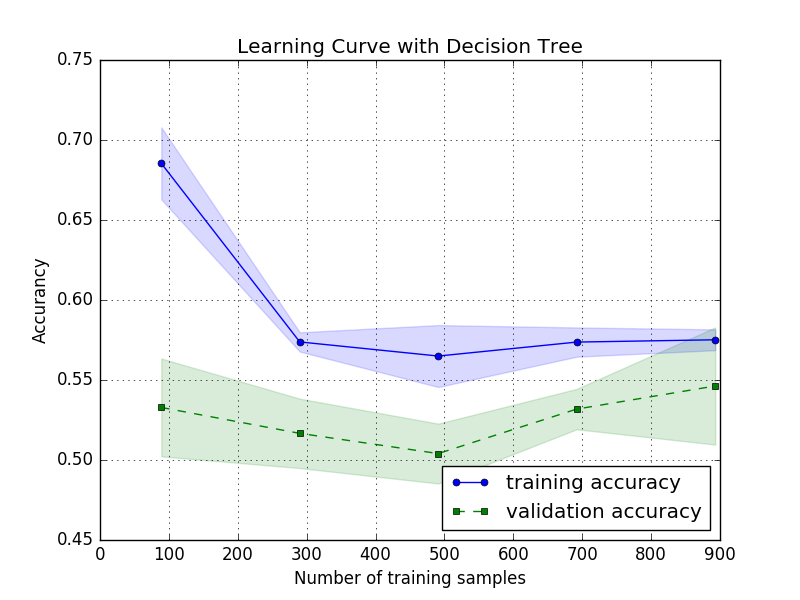 Learning Curve with Decision Tree
0.75
0.70
0.65
0.60
0.55
0.50
0.45
Accurancy
training accuracy
validation accuracy
0 100 200 300 400 500 600 700 800 900
Number of training samples